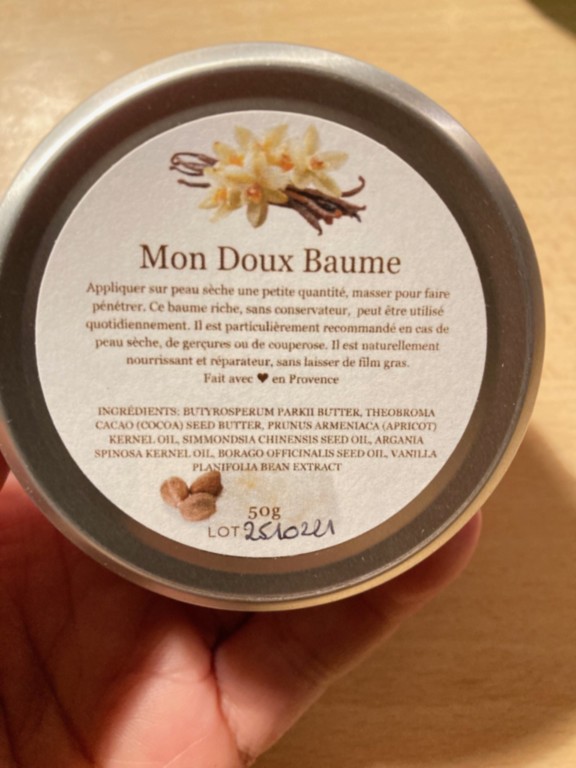 Mon Doux Baume
Appliquer sur peau sèche une petite quantité, masser pour faire
pénétrer. Ce baume riche, sans conservateur, peut être utilisé
quotidiennement. Il est particulièrement recommandé en cas de
peau sèche, de gerçures ou de couperose. Il est naturellement
nourrissant et réparateur, sans laisser de film gras.
Fait avec ♥ en Provence
INGRÉDIENTS: BUTYROSPERUM PARKII BUTTER, THEOBROMA
CACAO (COCOA) SEED BUTTER, PRUNUS ARMENIACA (APRICOT)
KERNEL OIL, SIMMONDSIA CHINENSIS SEED OIL, ARGANIA
SPINOSA KERNEL OIL, BORAGO OFFICINALIS SEED OIL, VANILLA
PLANIFOLIA BEAN EXTRACT
50g
LOT 2510221